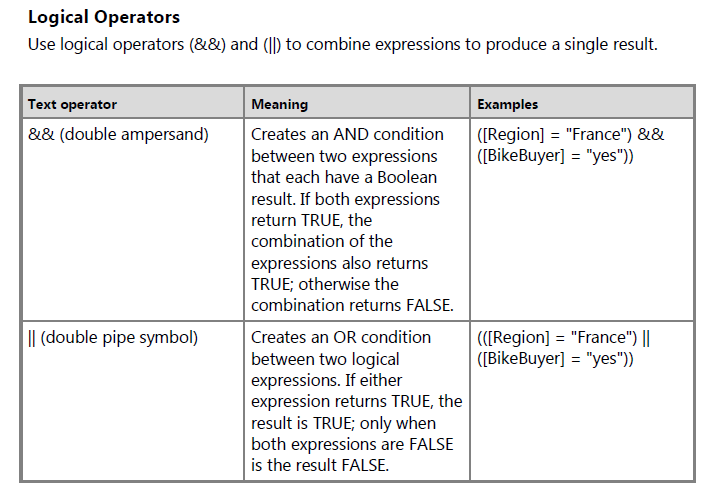 Logical Operators
Use logical operators (&&) and (||) to combine expressions to produce a single result.
Text operator
Meaning
Examples
&& (double ampersand)
Creates an AND condition
between two expressions
that each have a Boolean
result. If both expressions
return TRUE, the
combination of the
expressions also returns
TRUE; otherwise the
combination returns FALSE.
([Region] = "France") &&
([BikeBuyer] = "yes"))
|| (double pipe symbol)
Creates an OR condition
between two logical
expressions. If either
expression returns TRUE, the
result is TRUE; only when
both expressions are FALSE
is the result FALSE.
(([Region] = "France") ||
([BikeBuyer] = "yes"))